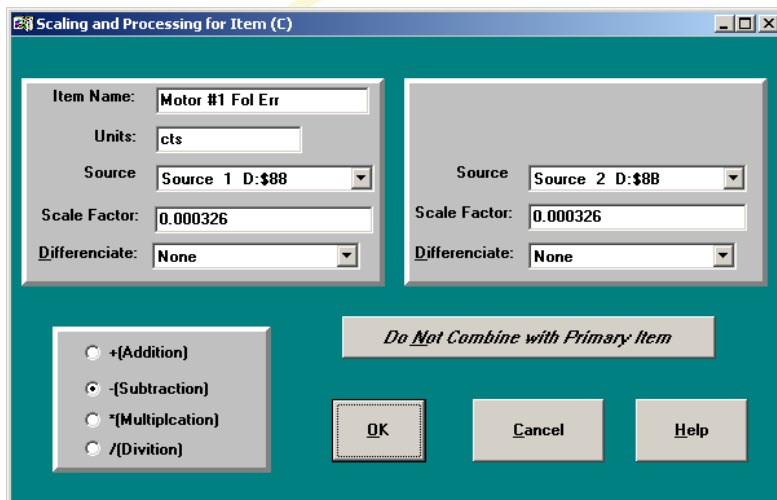 Scaling and Processing for Item (C)
Item Name: Motor #1 Fol Err
Units: cts
Source Source 1 D:$88
Scale Factor: 0.000326
Differenciate: None
Source Source 2 D:$8B
Scale Factor: 0.000326
Differenciate: None
+(Addition)
-(Subtraction)
*(Multiplcation)
/(Divition)
Do Not Combine with Primary Item
OK
Cancel
Help